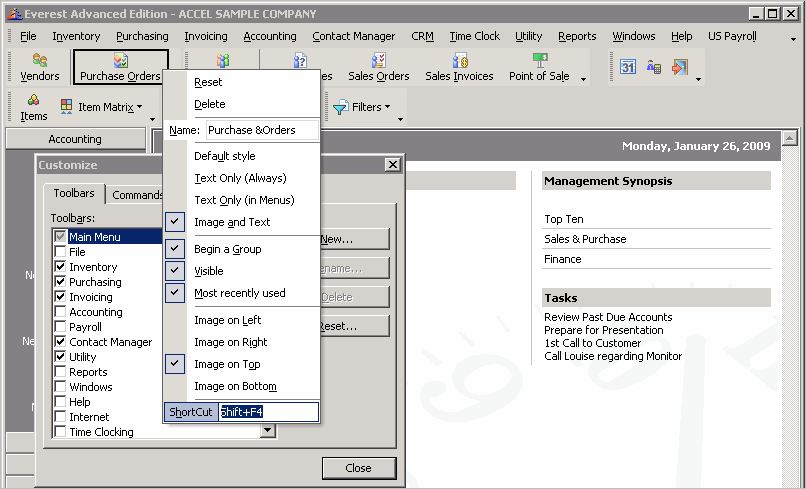 Everest Advanced Edition - ACCEL SAMPLE COMPANY
File Inventory Purchasing Invoicing Accounting Contact Manager CRM Time Clock Utility Reports Windows Help US Payroll
Vendors Purchase Orders es Sales Orders Sales Invoices Point of Sale 31
Items Item Matrix Filters
Accounting
Monday, January 26, 2009
Customize
Toolbars Commands
Toolbars:
Main Menu
File
Inventory
Purchasing
Invoicing
Accounting
Payroll
Contact Manager
Utility
Reports
Windows
Help
Internet
Time Clocking
New...
ename...
Delete
Reset...
Close
Reset
Delete
Name: Purchase &Orders
Default style
Text Only (Always)
Text Only (in Menus)
Image and Text
Begin a Group
Visible
Most recently used
Image on Left
Image on Right
Image on Top
Image on Bottom
ShortCut Shift+F4
Management Synopsis
Top Ten
Sales & Purchase
Finance
Tasks
Review Past Due Accounts
Prepare for Presentation
1st Call to Customer
Call Louise regarding Monitor